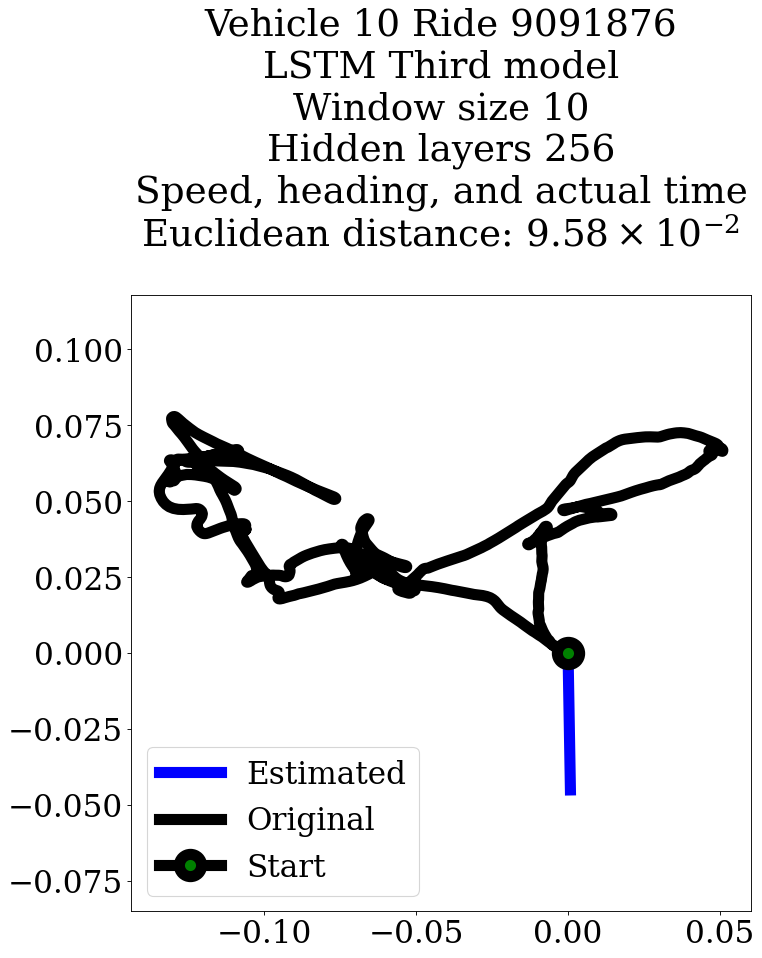 Vehicle 10 Ride 9091876
LSTM Third model
Window size 10
Hidden layers 256
Speed, heading, and actual time
Euclidean distance: 9.58 × 10⁻²
0.100
0.075
0.050
0.025
0.000
−0.025
−0.050
−0.075
Estimated
Original
Start
−0.10
−0.05
0.00
0.05